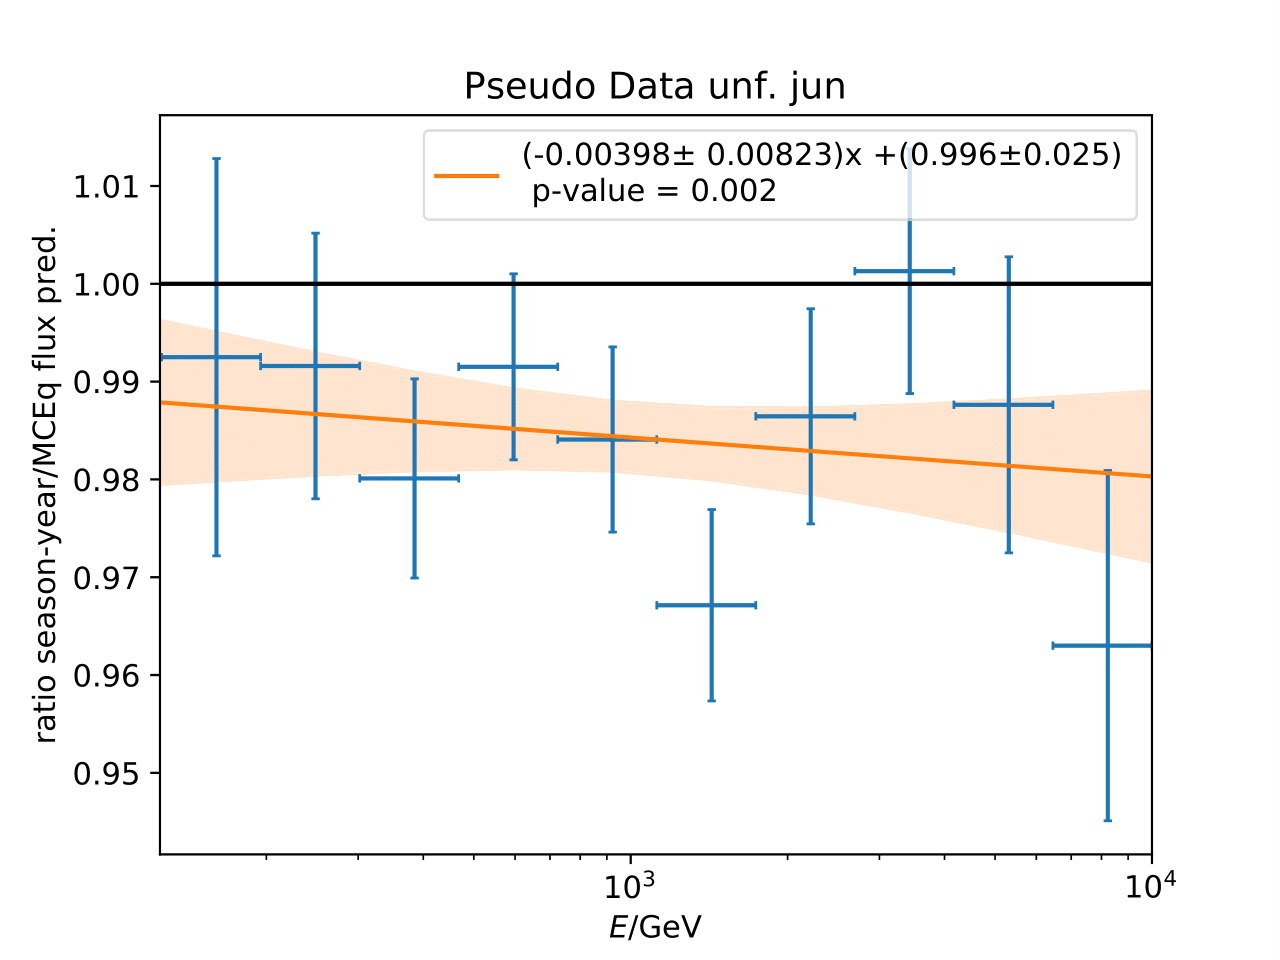 Pseudo Data unf. jun
(-0.00398± 0.00823)x +(0.996±0.025)
p-value = 0.002
ratio season-year/MCEq flux pred.
1.01
1.00
0.99
0.98
0.97
0.96
0.95
10³
10⁴
E/GeV